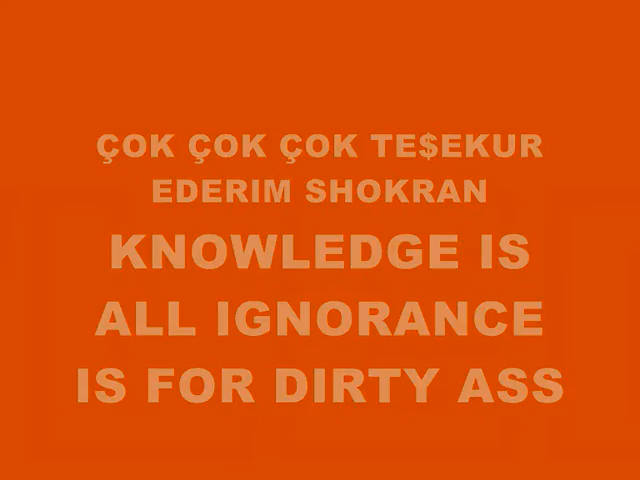 ÇOK ÇOK ÇOK TE$EKUR
EDERIM SHOKRAN
KNOWLEDGE IS
ALL IGNORANCE
IS FOR DIRTY ASS